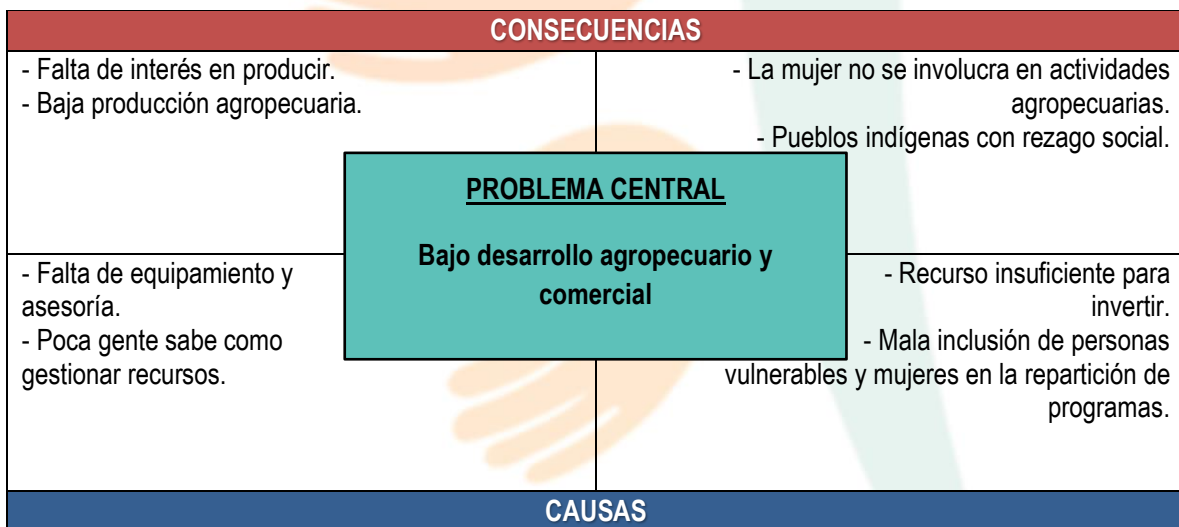 CONSECUENCIAS
- Falta de interés en producir.
- Baja producción agropecuaria.
- La mujer no se involucra en actividades
agropecuarias.
- Pueblos indígenas con rezago social.
PROBLEMA CENTRAL
Bajo desarrollo agropecuario y
comercial
- Falta de equipamiento y
asesoría.
- Poca gente sabe como
gestionar recursos.
- Recurso insuficiente para
invertir.
- Mala inclusión de personas
vulnerables y mujeres en la repartición de
programas.
CAUSAS